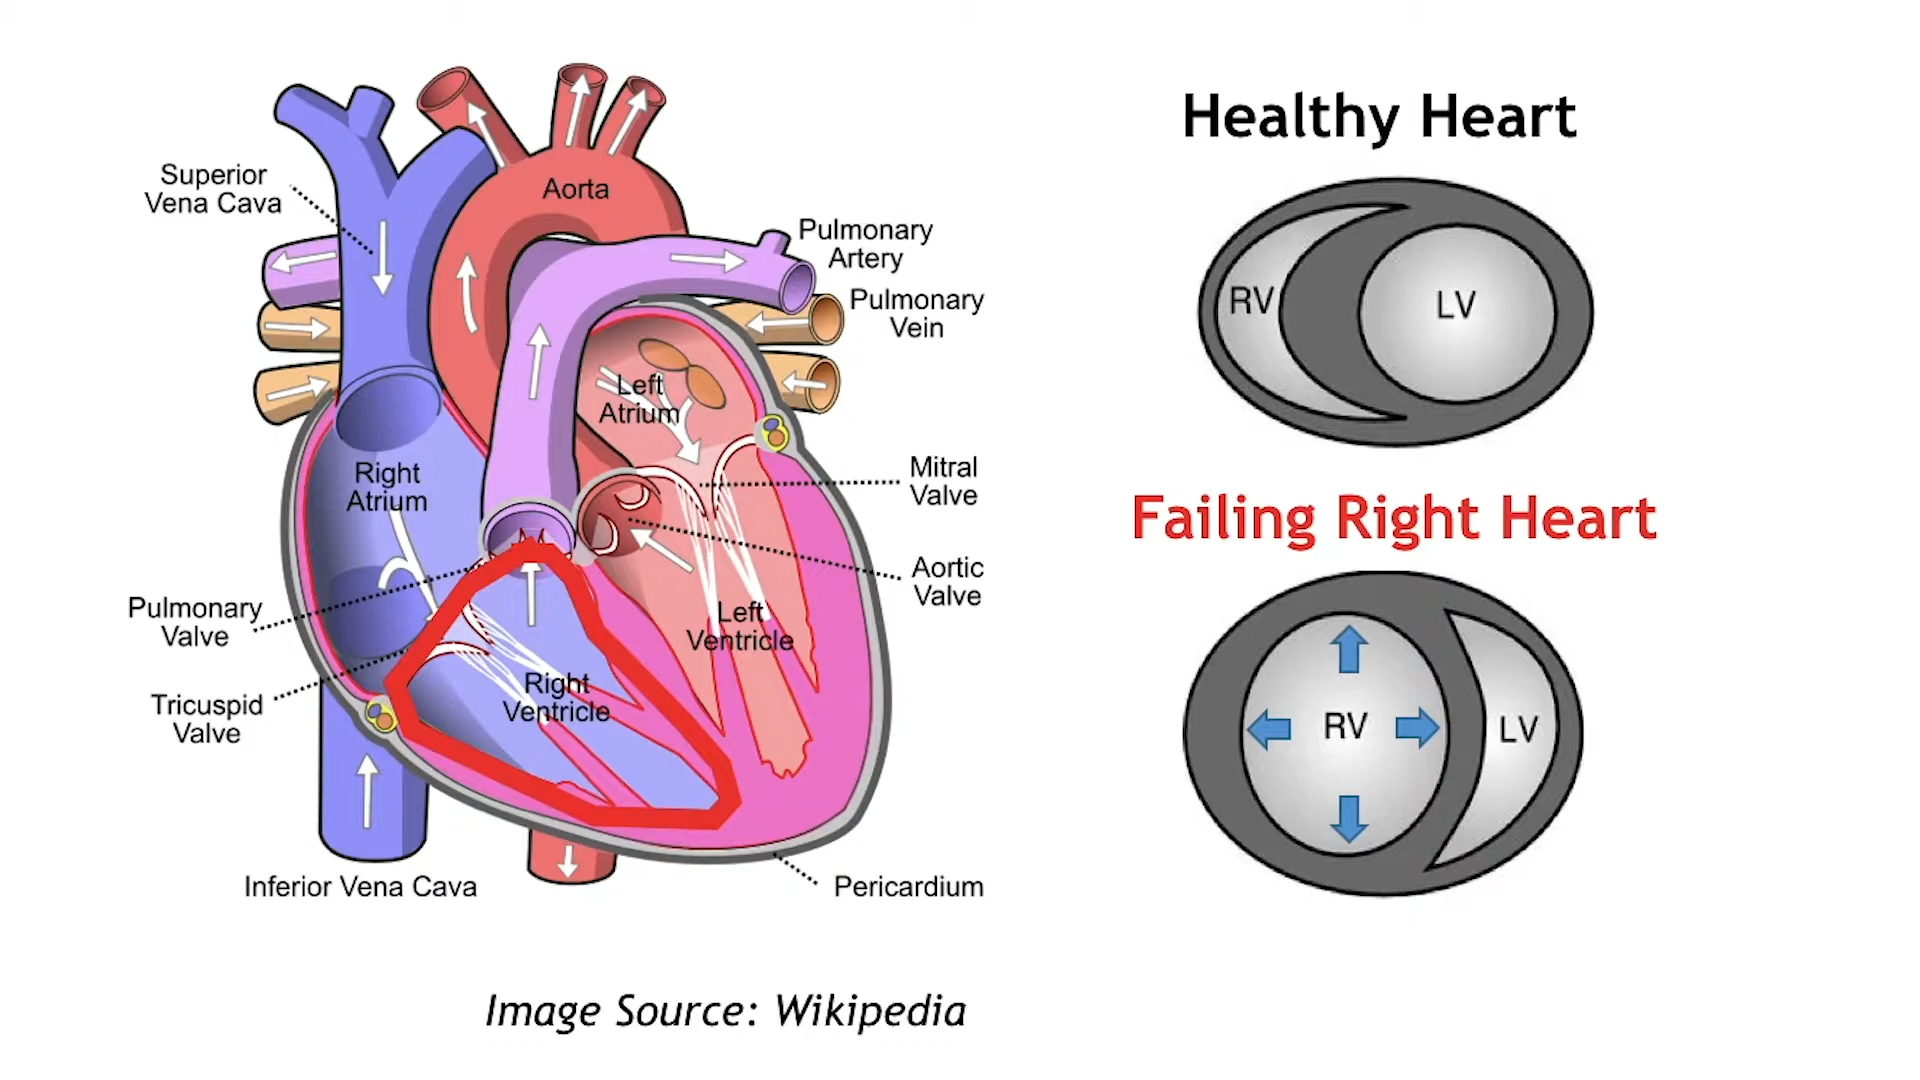 Superior
Vena Cava
Aorta
Pulmonary
Artery
Pulmonary
Vein
Left
Atrium
Right
Atrium
Mitral
Valve
Aortic
Valve
Pulmonary
Valve
Left
Ventricle
Tricuspid
Valve
Right
Ventricle
Inferior Vena Cava
Pericardium
Image Source: Wikipedia
Healthy Heart
RV
LV
Failing Right Heart
RV
LV